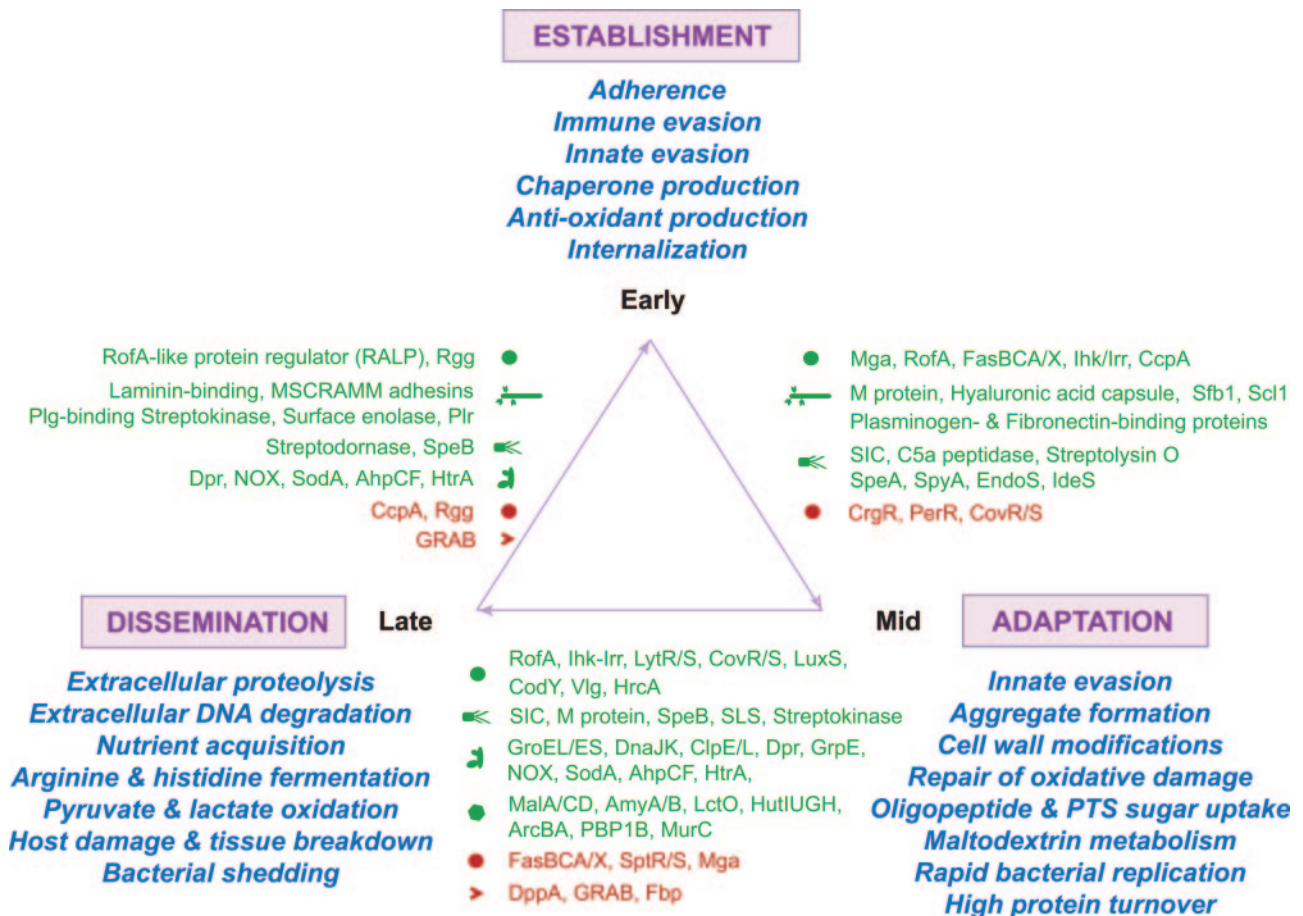 ESTABLISHMENT
Adherence
Immune evasion
Innate evasion
Chaperone production
Anti-oxidant production
Internalization
Early
RofA-like protein regulator (RALP), Rgg
Laminin-binding, MSCRAMM adhesins
Plg-binding Streptokinase, Surface enolase, Plr
Streptodornase, SpeB
Dpr, NOX, SodA, AhpCF, HtrA
CcpA, Rgg
GRAB
Mga, RofA, FasBCA/X, Ihk/Irr, CcpA
M protein, Hyaluronic acid capsule, Sfb1, Scl1
Plasminogen- & Fibronectin-binding proteins
SIC, C5a peptidase, Streptolysin O
SpeA, SpyA, EndoS, IdeS
CrgR, PerR, CovR/S
DISSEMINATION
Late
Extracellular proteolysis
Extracellular DNA degradation
Nutrient acquisition
Arginine & histidine fermentation
Pyruvate & lactate oxidation
Host damage & tissue breakdown
Bacterial shedding
RofA, Ihk-Irr, LytR/S, CovR/S, LuxS,
CodY, Vlg, HrcA
SIC, M protein, SpeB, SLS, Streptokinase
GroEL/ES, DnaJK, ClpE/L, Dpr, GrpE,
NOX, SodA, AhpCF, HtrA,
MalA/CD, AmyA/B, LctO, HutIUGH,
ArcBA, PBP1B, MurC
FasBCA/X, SptR/S, Mga
DppA, GRAB, Fbp
Mid
ADAPTATION
Innate evasion
Aggregate formation
Cell wall modifications
Repair of oxidative damage
Oligopeptide & PTS sugar uptake
Maltodextrin metabolism
Rapid bacterial replication
High protein turnover